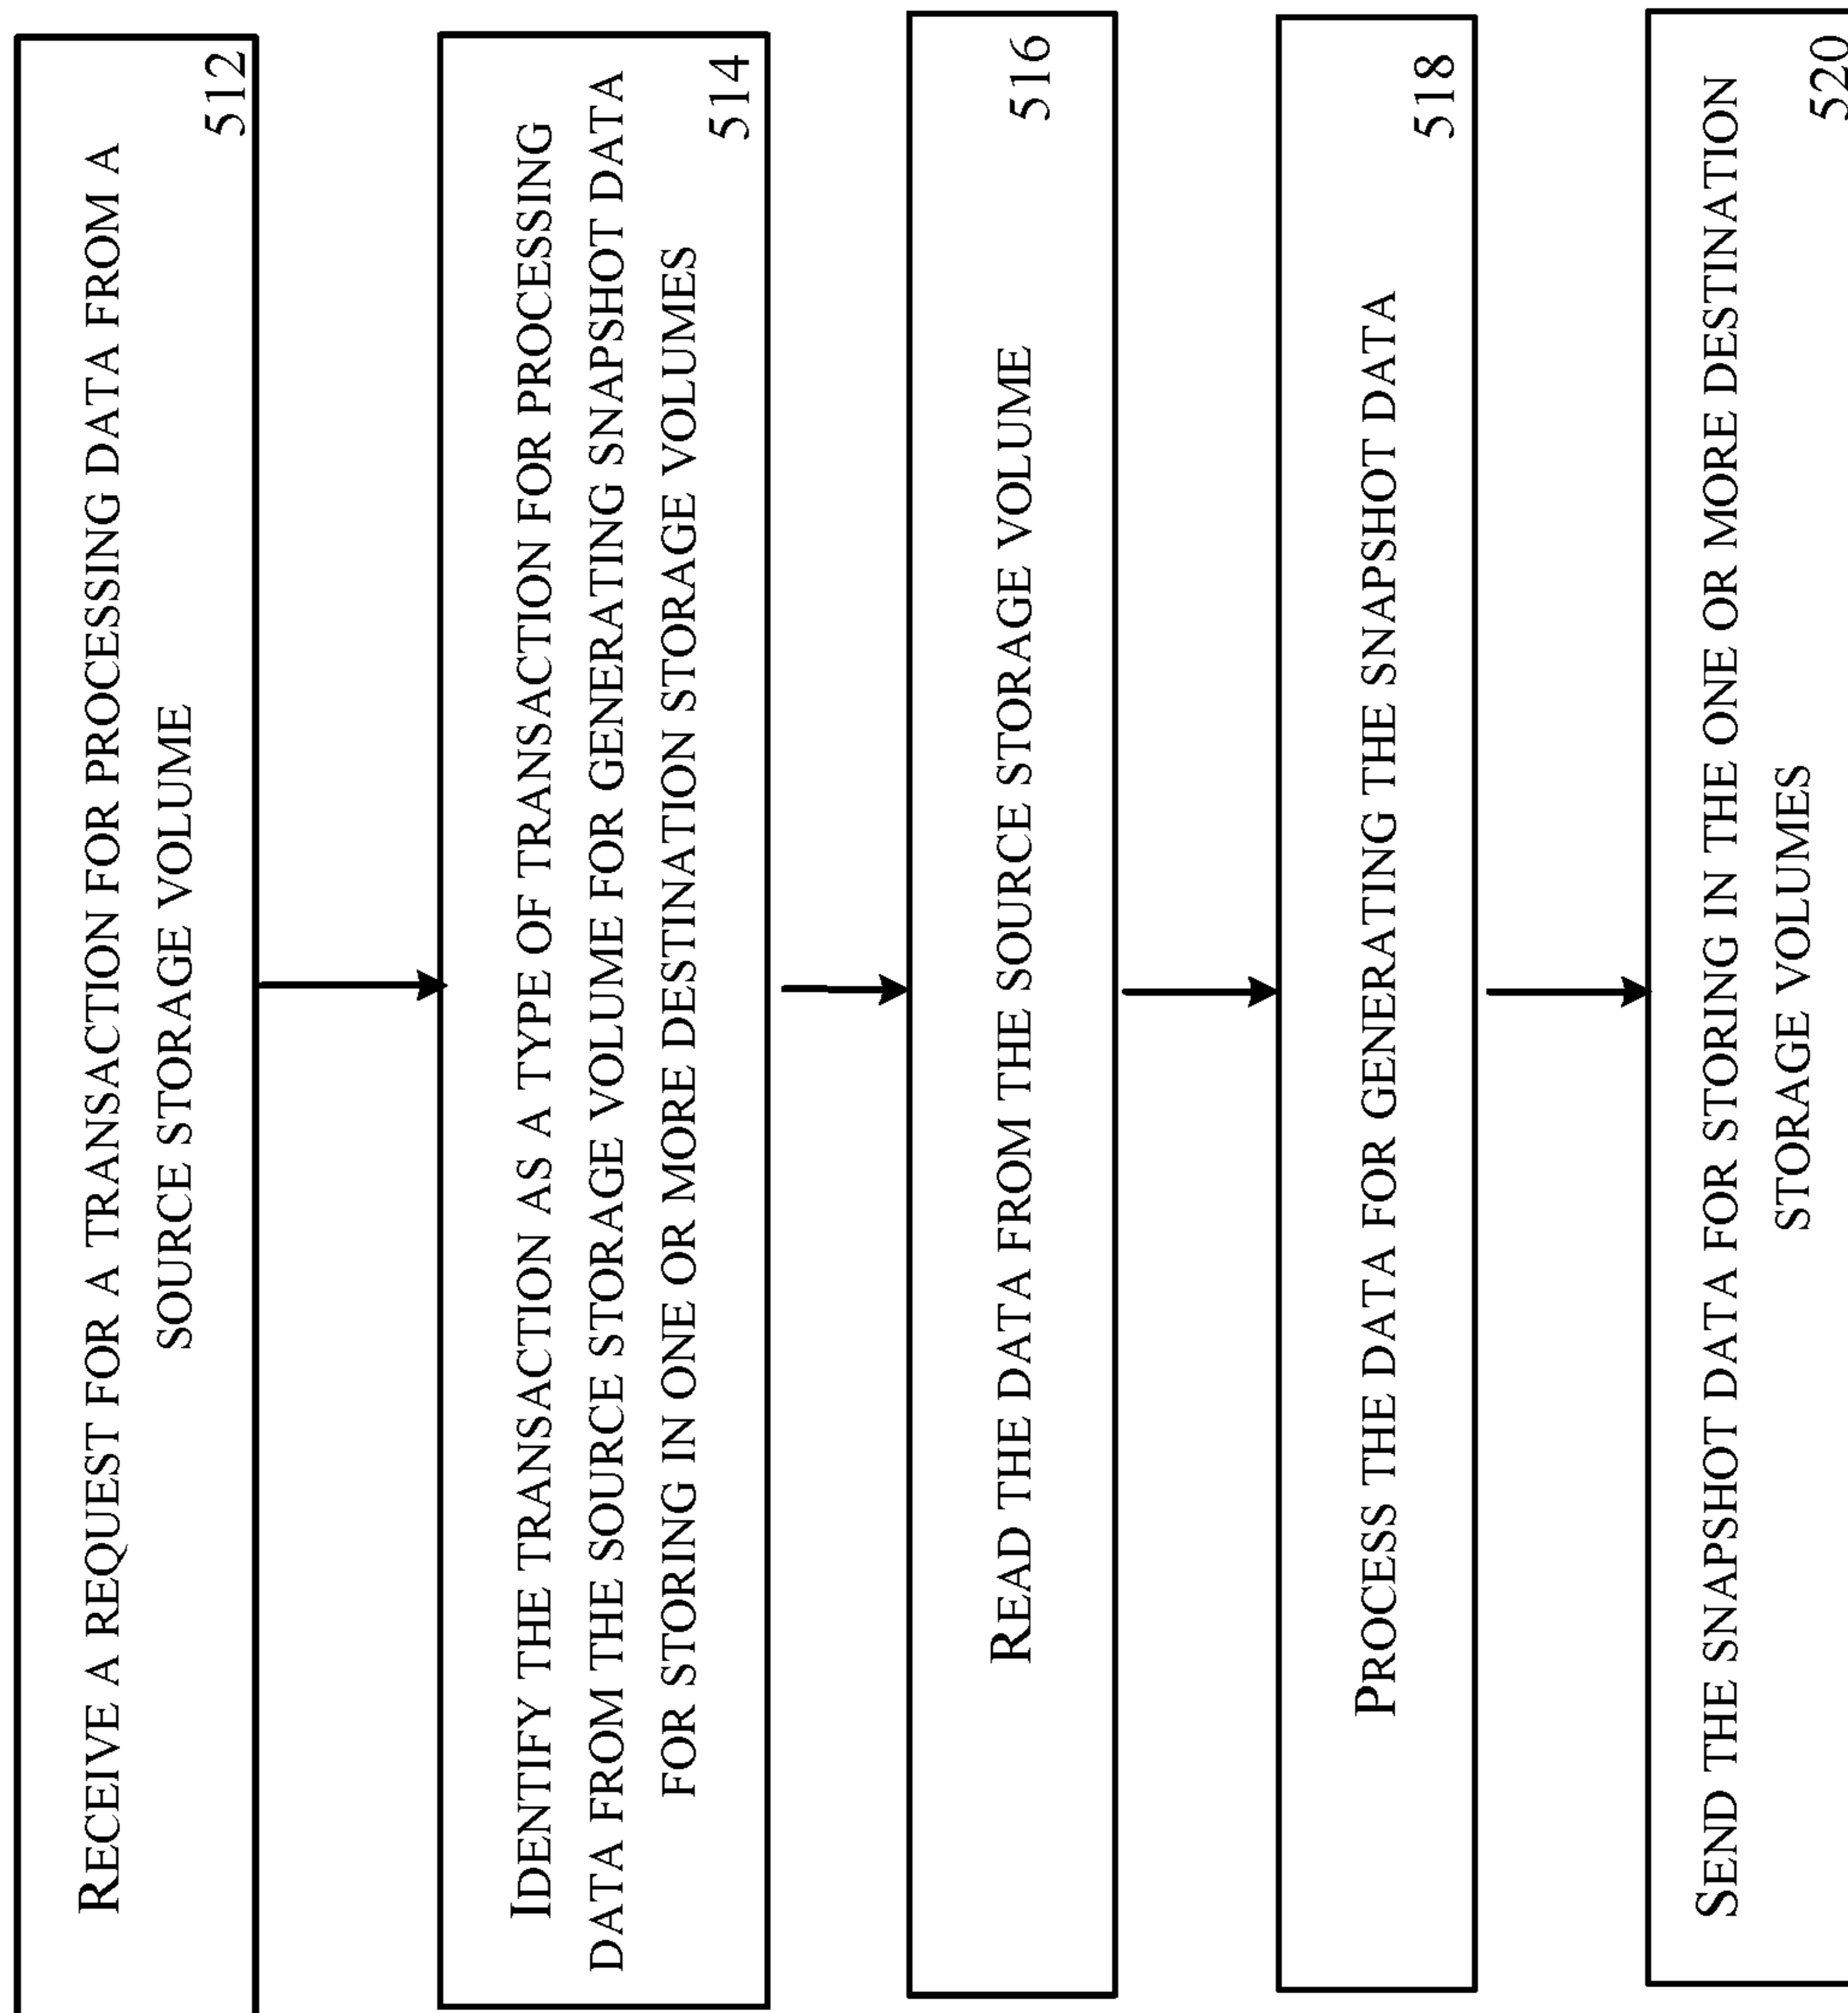 RECEIVE A REQUEST FOR A TRANSACTION FOR PROCESSING DATA FROM A
SOURCE STORAGE VOLUME
512
IDENTIFY THE TRANSACTION AS A TYPE OF TRANSACTION FOR PROCESSING
DATA FROM THE SOURCE STORAGE VOLUME FOR GENERATING SNAPSHOT DATA
FOR STORING IN ONE OR MORE DESTINATION STORAGE VOLUMES
514
READ THE DATA FROM THE SOURCE STORAGE VOLUME
516
PROCESS THE DATA FOR GENERATING THE SNAPSHOT DATA
518
SEND THE SNAPSHOT DATA FOR STORING IN THE ONE OR MORE DESTINATION
STORAGE VOLUMES
520